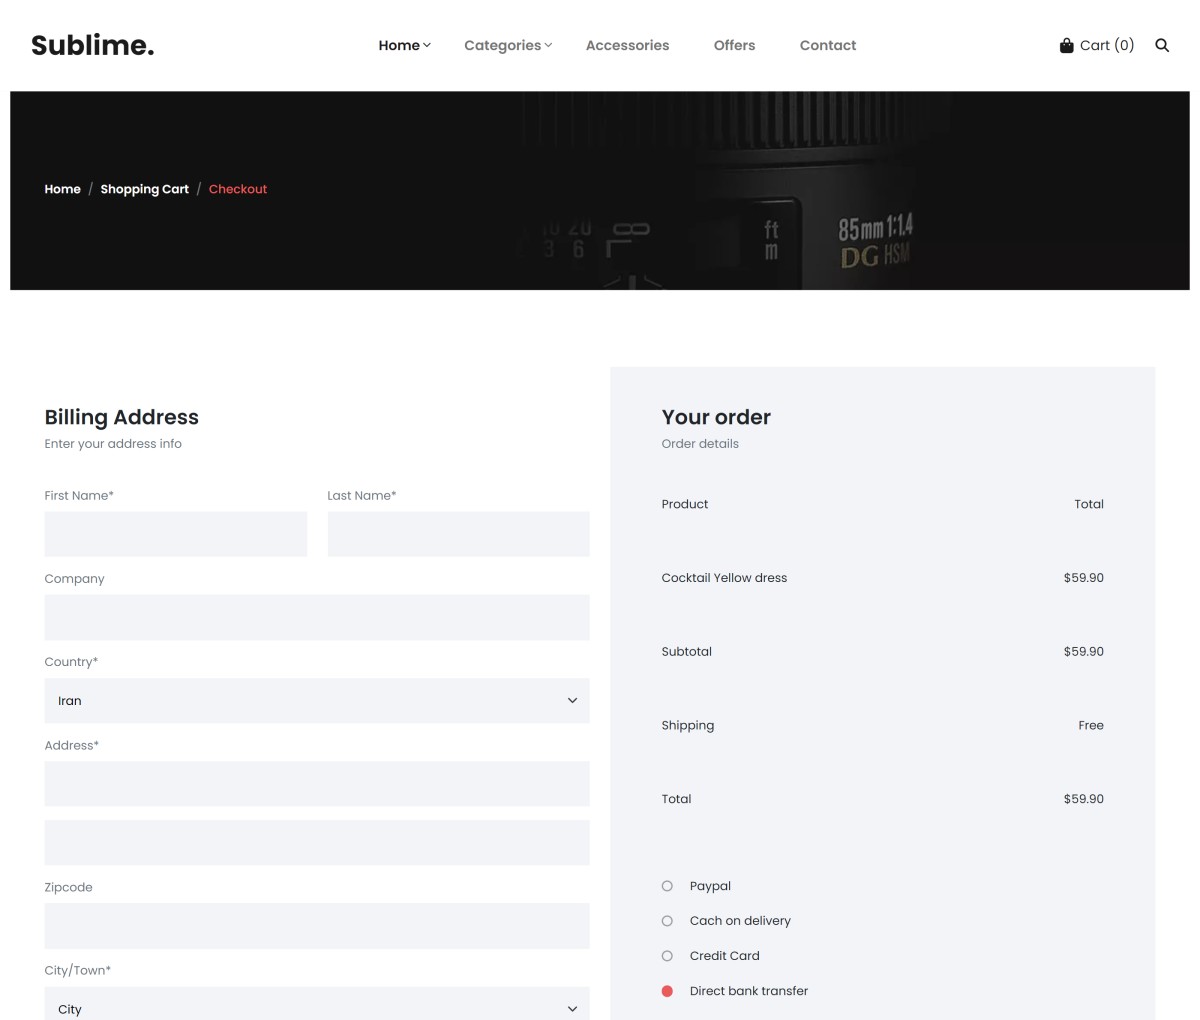 Sublime.
Home Categories Accessories Offers Contact
Cart (0)
Home / Shopping Cart / Checkout
10 20 8
3 6
ft
m
85mm 1:1.4
DG HSM
Billing Address
Enter your address info
First Name* Last Name*
Company
Country*
Iran
Address*
Zipcode
City/Town*
City
Your order
Order details
Product Total
Cocktail Yellow dress $59.90
Subtotal $59.90
Shipping Free
Total $59.90
Paypal
Cach on delivery
Credit Card
Direct bank transfer